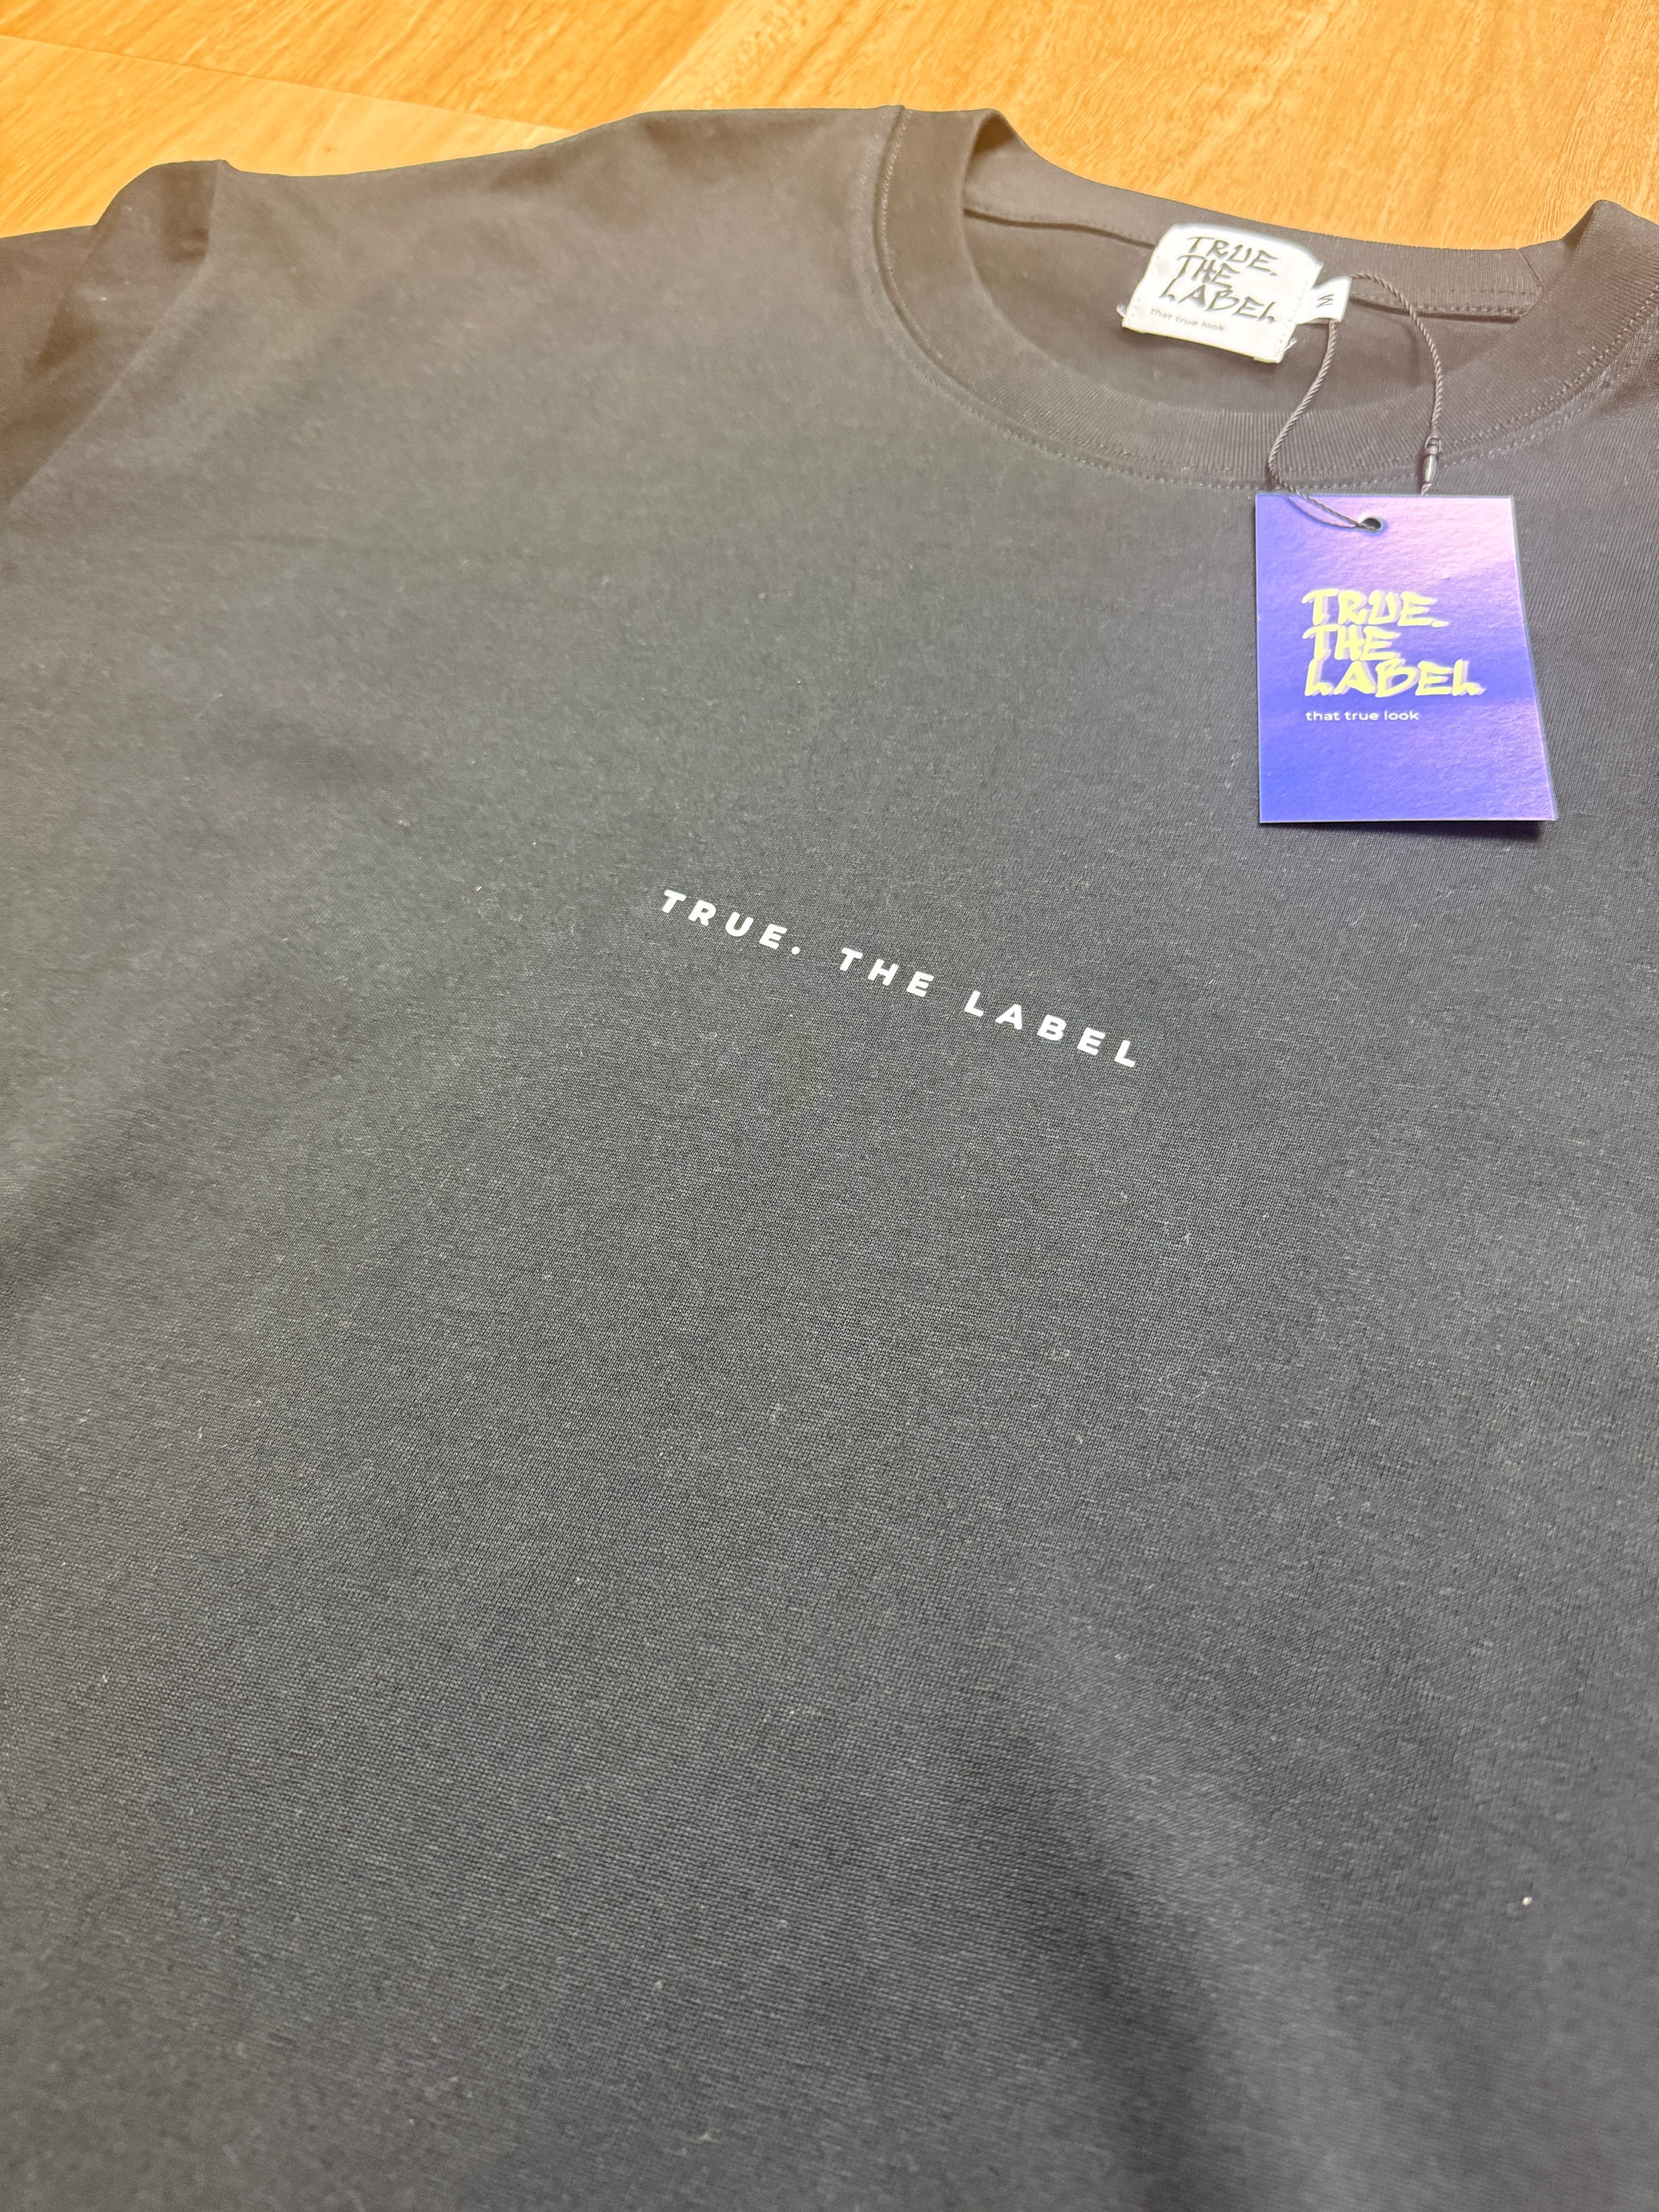 TRUE.
THE
LABEL
that true look
M
TRUE.
THE
LABEL
that true look
TRUE. THE LABEL